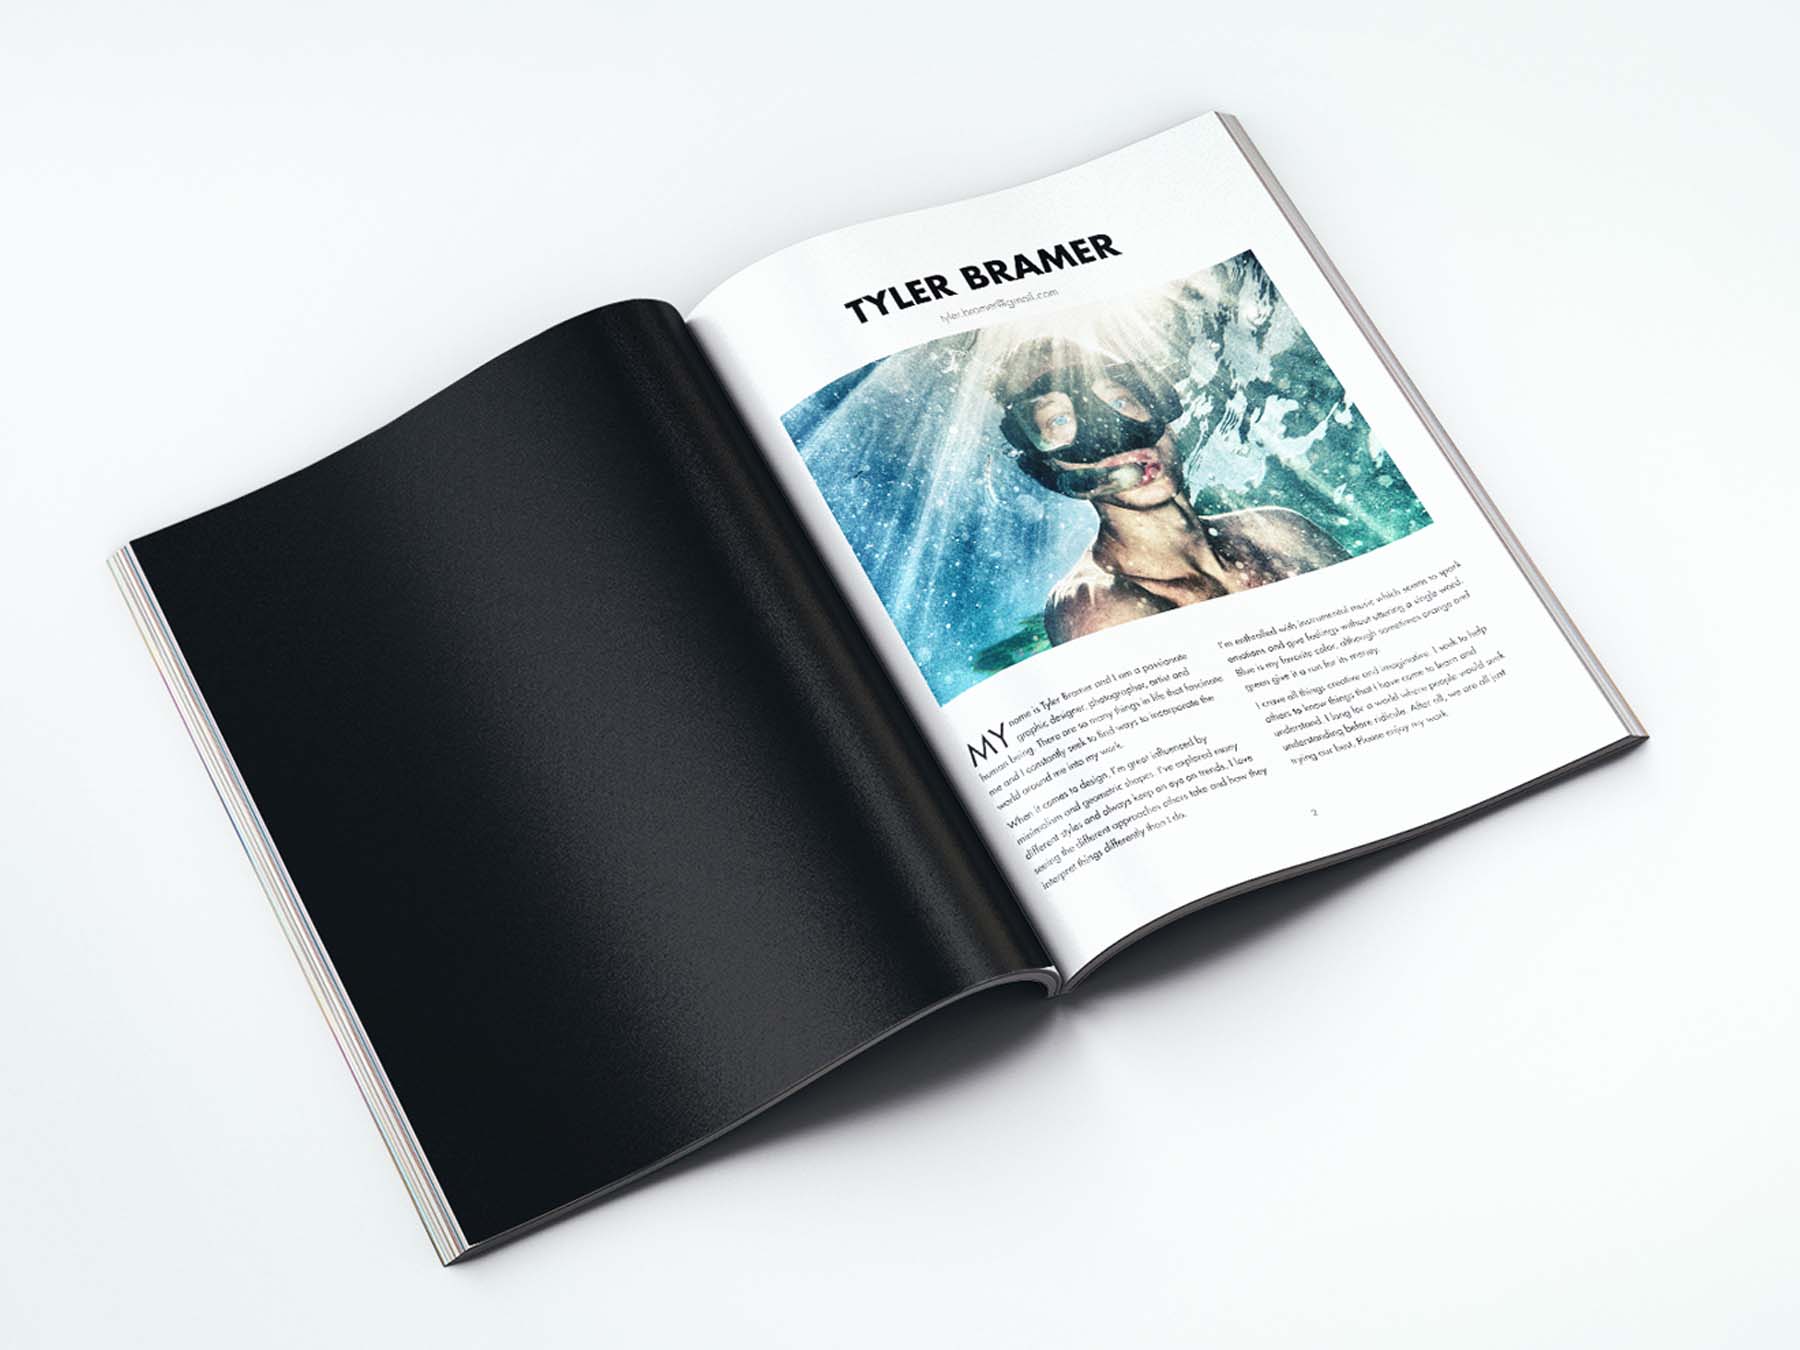 TYLER BRAMER
tyler.bramer@gmail.com
MY name is Tyler Bramer and I am a passionate
graphic designer, photographer, artist and
human being. There are so many things in life that fascinate
me and I constantly seek to find ways to incorporate the
world around me into my work.
When it comes to design, I'm great influenced by
minimalism and geometric shapes. I've explored many
different styles and always keep an eye on trends. I love
seeing the different approaches others take and how they
interpret things differently than I do.
I'm enthralled with instrumental music which seems to spark
emotions and give feelings without uttering a single word.
Blue is my favorite color, although sometimes orange and
green give it a run for its money.
I crave all things creative and imaginative. I seek to help
others to know things that I have come to learn and
understand. I long for a world where people would seek
understanding before ridicule. After all, we are all just
trying our best. Please enjoy my work
2